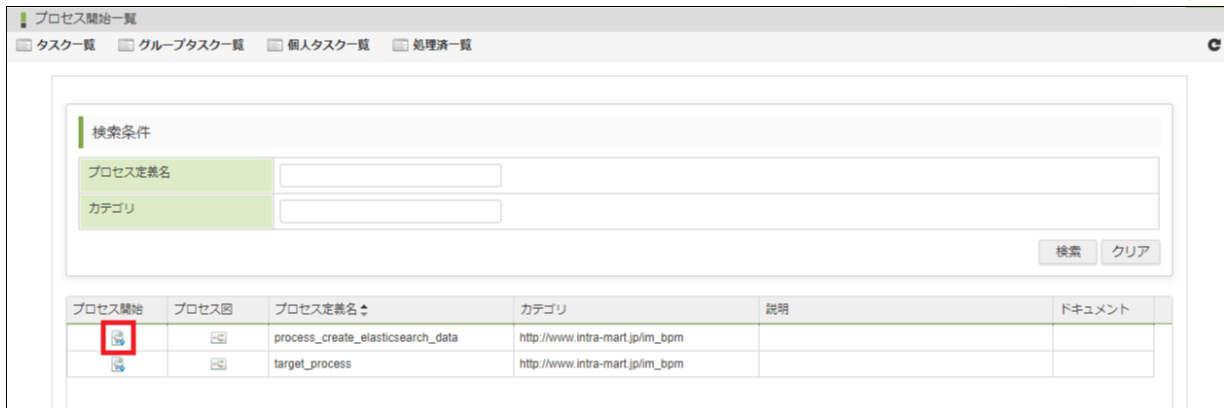 プロセス開始一覧
タスク一覧 グループタスク一覧 個人タスク一覧 処理済一覧
検索条件
プロセス定義名
カテゴリ
検索 クリア
プロセス開始 プロセス図 プロセス定義名 カテゴリ 説明 ドキュメント
process_create_elasticsearch_data http://www.intra-mart.jp/im_bpm
target_process http://www.intra-mart.jp/im_bpm